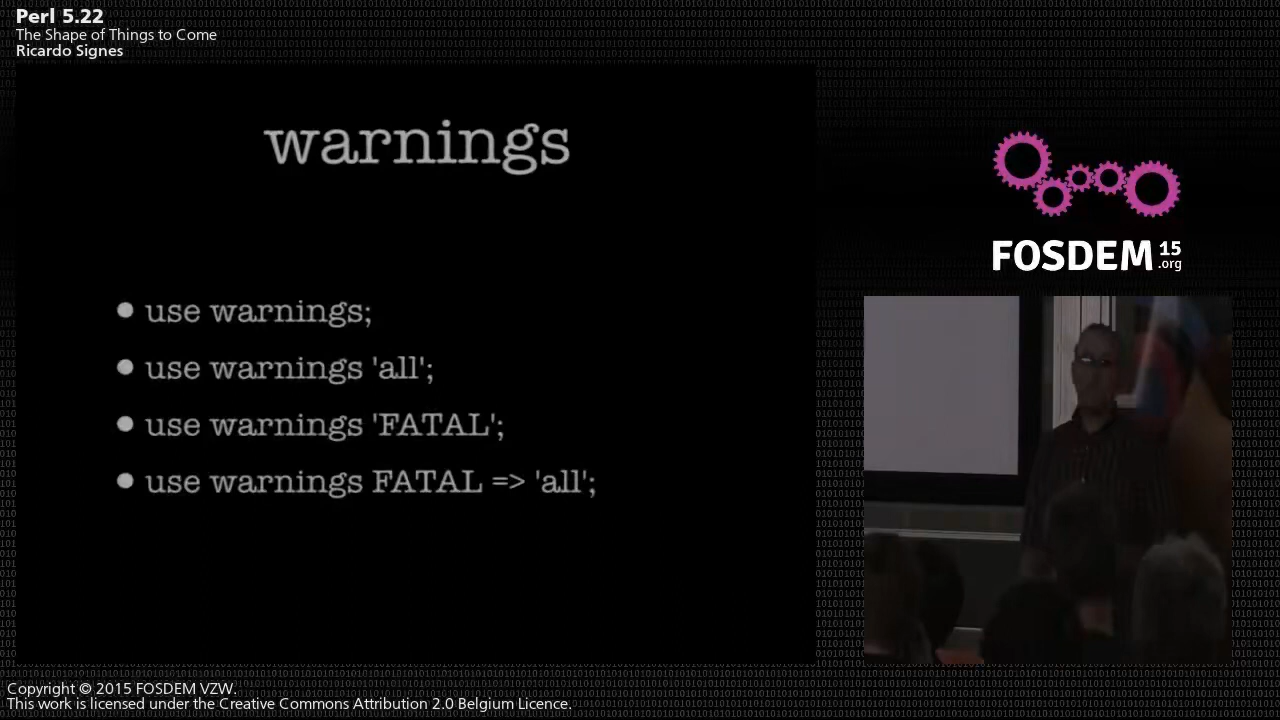 Perl 5.22
The Shape of Things to Come
Ricardo Signes
warnings
● use warnings;
● use warnings 'all';
● use warnings 'FATAL';
● use warnings FATAL => 'all';
FOSDEM 15
.org
Copyright © 2015 FOSDEM VZW.
This work is licensed under the Creative Commons Attribution 2.0 Belgium Licence.